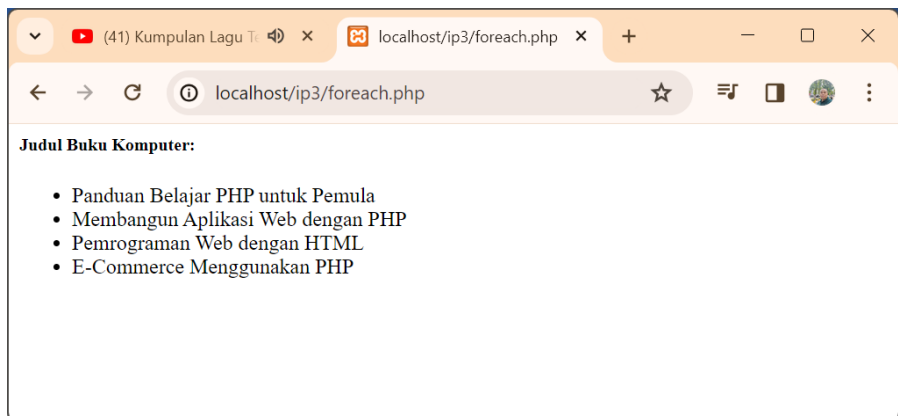 (41) Kumpulan Lagu Te
localhost/ip3/foreach.php
localhost/ip3/foreach.php
Judul Buku Komputer:
• Panduan Belajar PHP untuk Pemula
• Membangun Aplikasi Web dengan PHP
• Pemrograman Web dengan HTML
• E-Commerce Menggunakan PHP